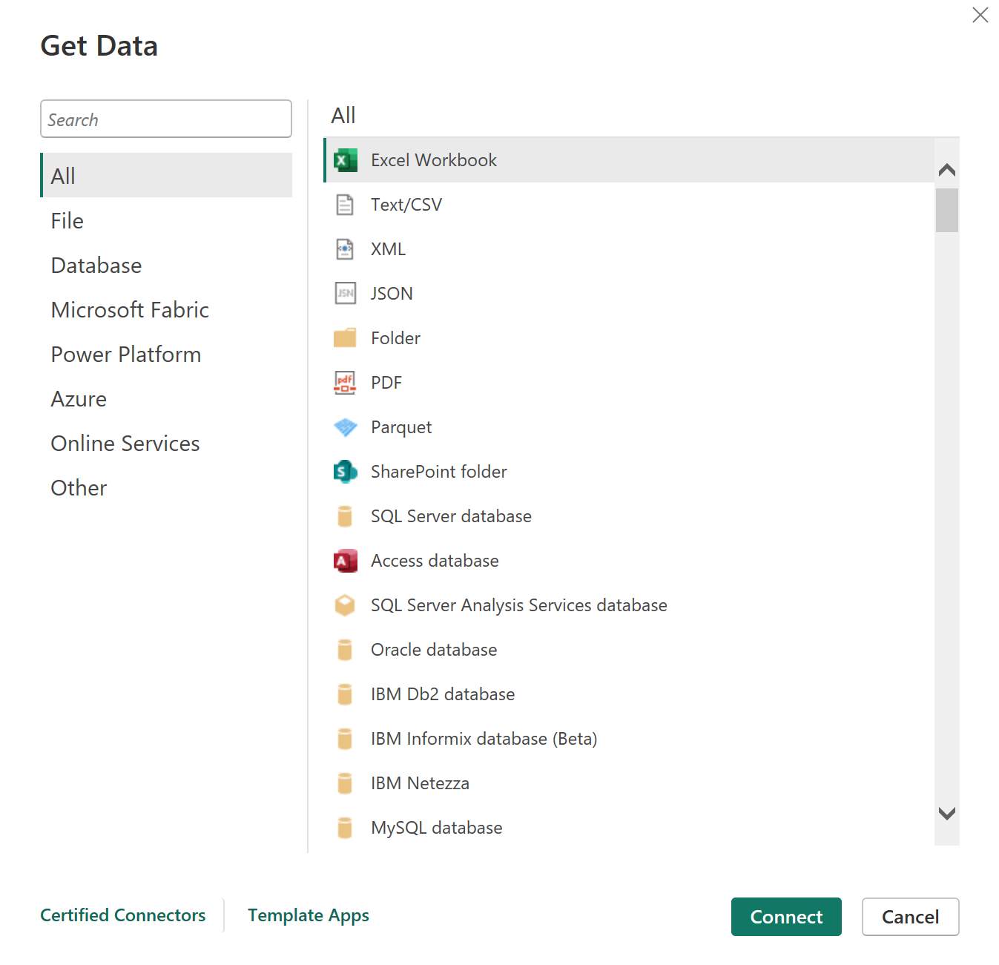 Get Data
Search
All
File
Database
Microsoft Fabric
Power Platform
Azure
Online Services
Other
All
Excel Workbook
Text/CSV
XML
JSON
Folder
PDF
Parquet
SharePoint folder
SQL Server database
Access database
SQL Server Analysis Services database
Oracle database
IBM Db2 database
IBM Informix database (Beta)
IBM Netezza
MySQL database
Certified Connectors
Template Apps
Connect
Cancel